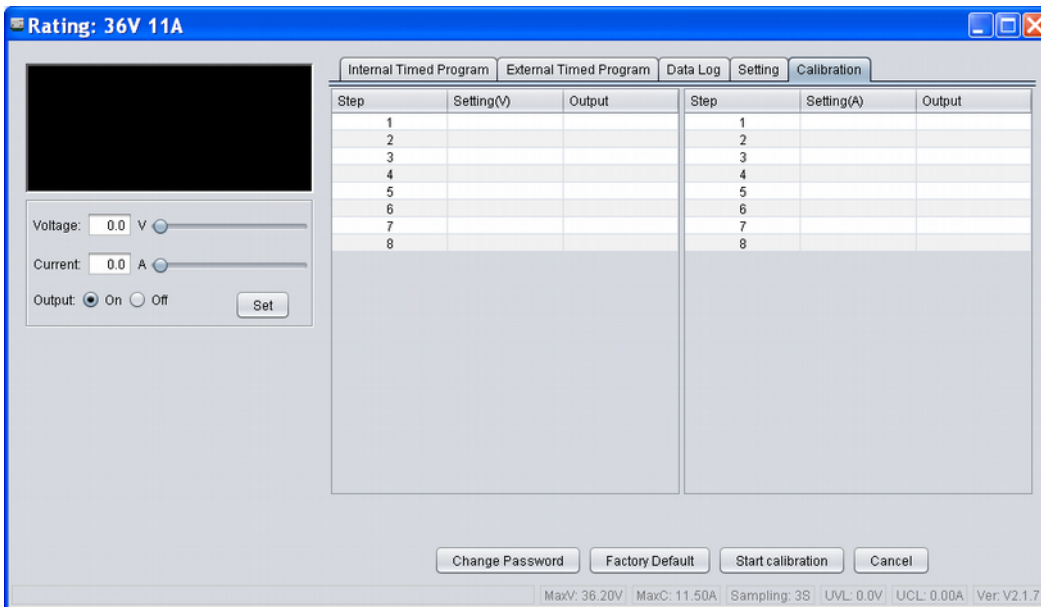 Rating: 36V 11A
Internal Timed Program External Timed Program Data Log Setting Calibration
Step Setting(V) Output Step Setting(A) Output
1 1
2 2
3 3
4 4
5 5
6 6
7 7
8 8
Voltage: 0.0 V
Current: 0.0 A
Output: On Off Set
Change Password Factory Default Start calibration Cancel
MaxV: 36.20V MaxC: 11.50A Sampling: 3S UVL: 0.0V UCL: 0.00A Ver: V2.1.7